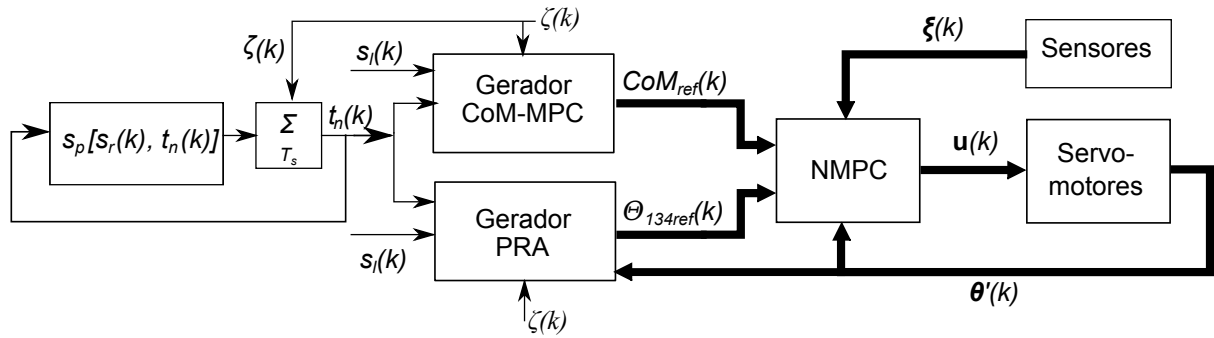 ζ(k)
ζ(k)
s_l(k)
s_p[s_r(k), t_n(k)]
Σ
T_s
t_n(k)
Gerador
CoM-MPC
CoM_ref(k)
ξ(k)
Sensores
NMPC
u(k)
Servo-
motores
Gerador
PRA
Θ_134ref(k)
s_l(k)
ζ(k)
θ'(k)